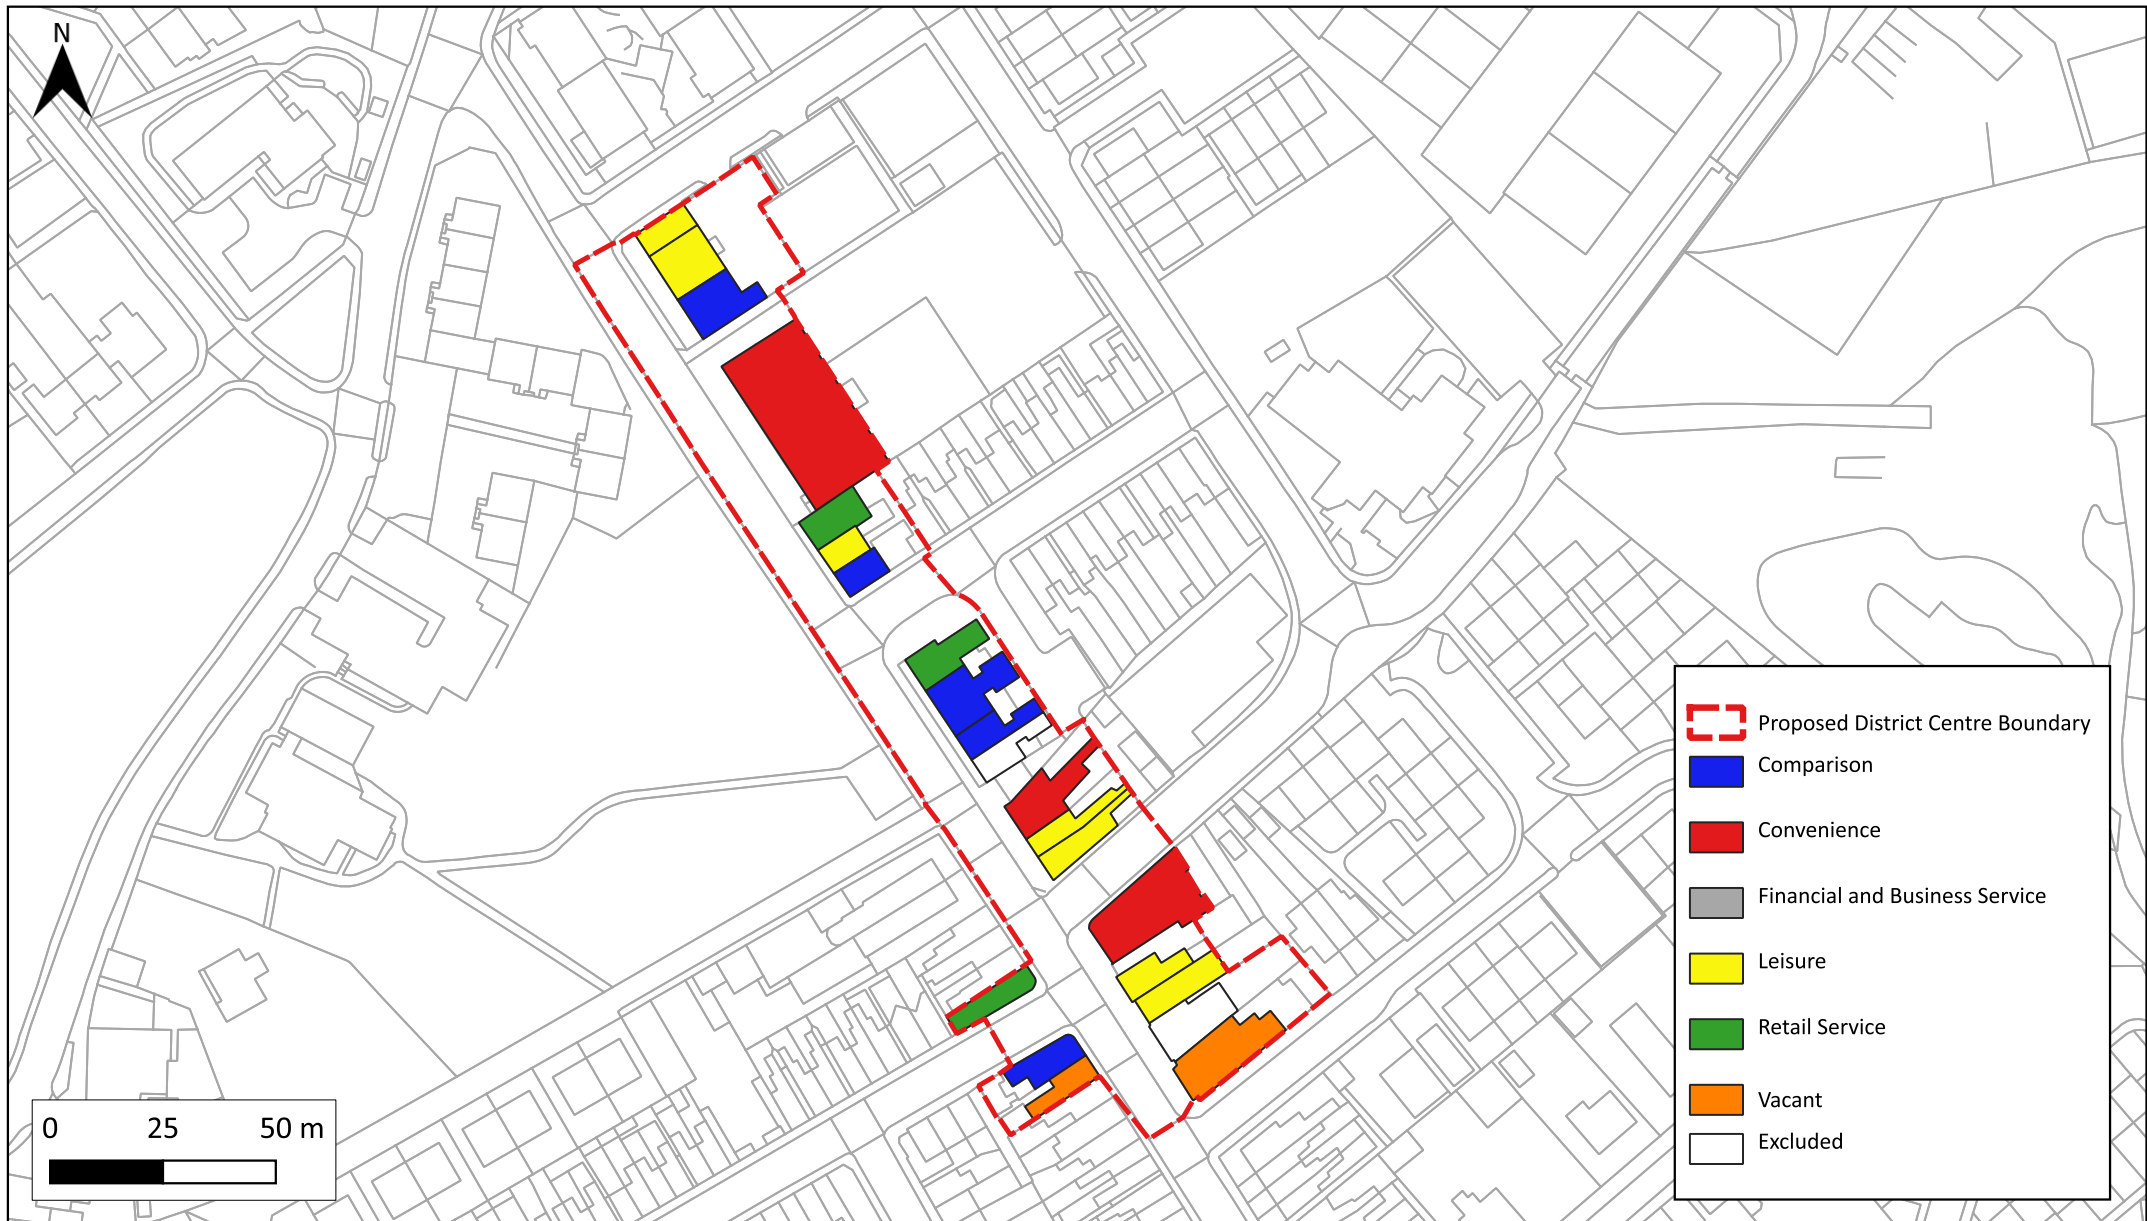 N
Proposed District Centre Boundary
Comparison
Convenience
Financial and Business Service
Leisure
Retail Service
Vacant
Excluded
0 25 50 m